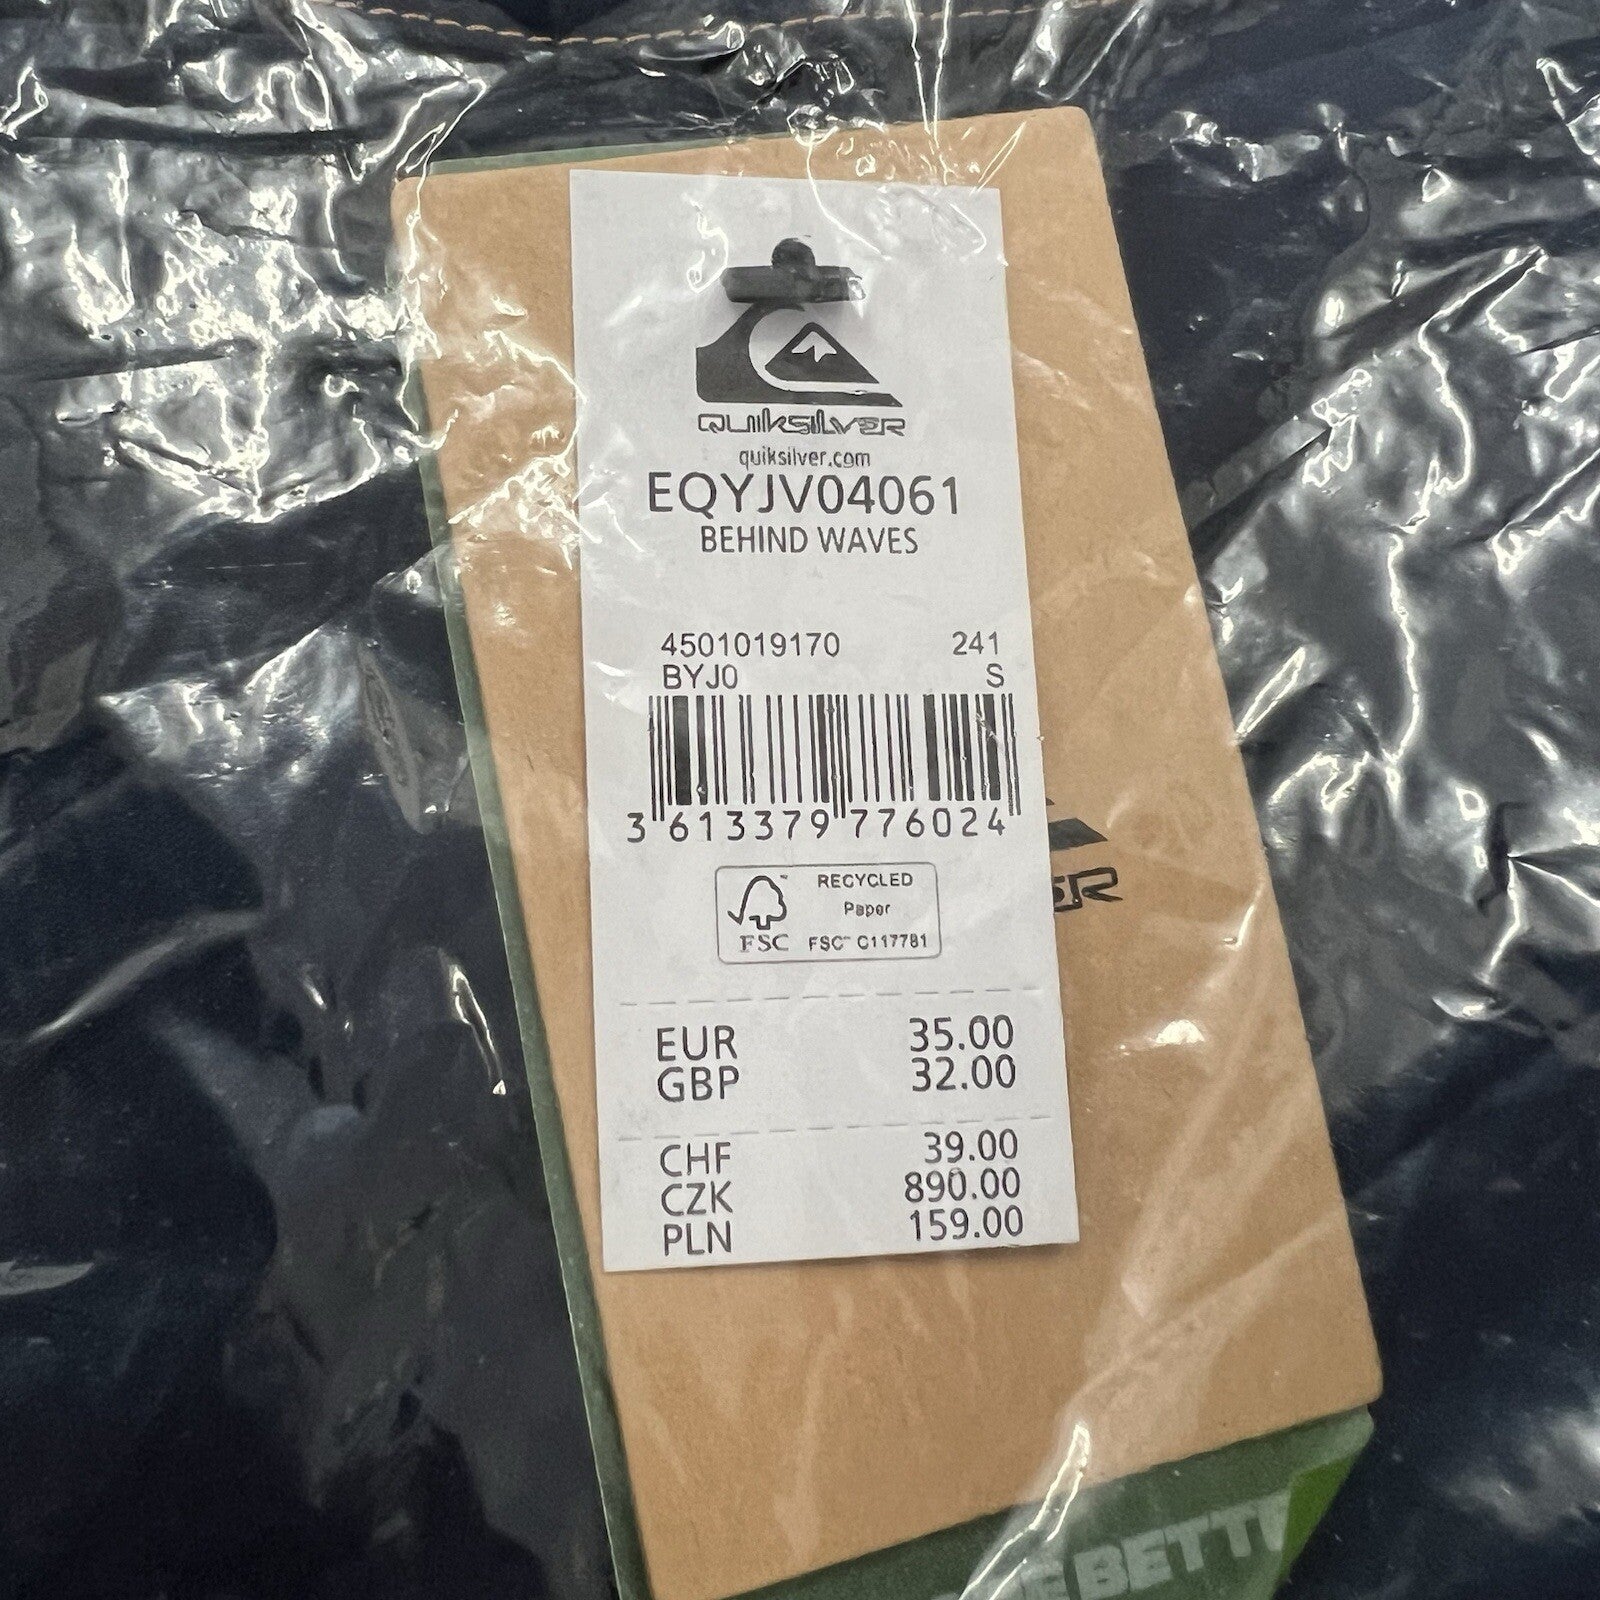 QUIKSILVER
quiksilver.com
EQYJV04061
BEHIND WAVES
4501019170 241
BYJ0 S
3 613379 776024
FSC
RECYCLED
Paper
FSC™ C117781
EUR 35.00
GBP 32.00
CHF 39.00
CZK 890.00
PLN 159.00